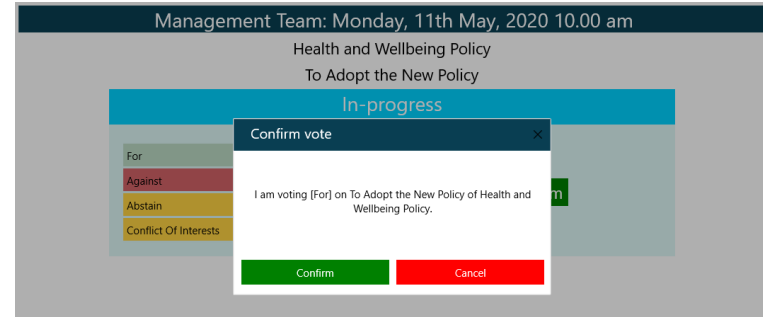 Management Team: Monday, 11th May, 2020 10.00 am
Health and Wellbeing Policy
To Adopt the New Policy
In-progress
Confirm vote
For
Against
Abstain
Conflict Of Interests
I am voting [For] on To Adopt the New Policy of Health and
Wellbeing Policy.
Confirm
Cancel